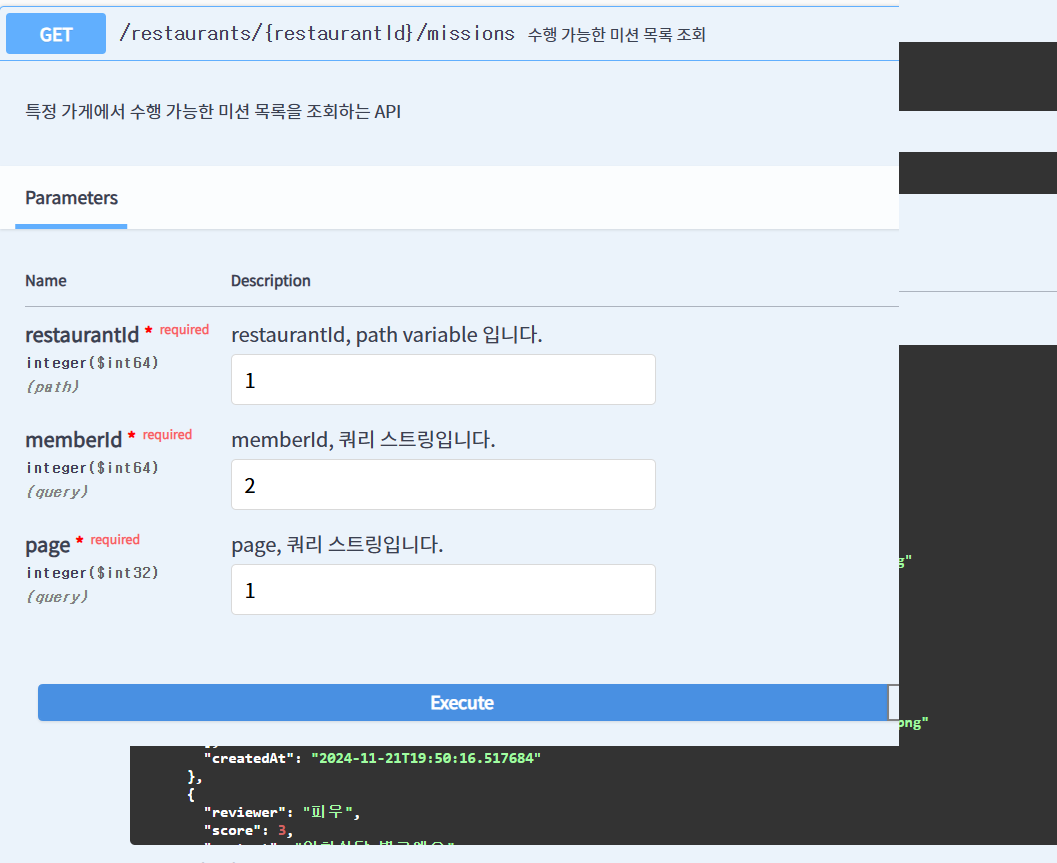 GET /restaurants/{restaurantId}/missions 수행 가능한 미션 목록 조회
특정 가게에서 수행 가능한 미션 목록을 조회하는 API
Parameters
Name Description
restaurantId * required restaurantId, path variable 입니다.
integer($int64)
(path)
1
memberId * required memberId, 쿼리 스트링입니다.
integer($int64)
(query)
2
page * required page, 쿼리 스트링입니다.
integer($int32)
(query)
1
g"
Execute
png"
"createdAt": "2024-11-21T19:50:16.517684"
},
{
"reviewer": "피우",
"score": 3,